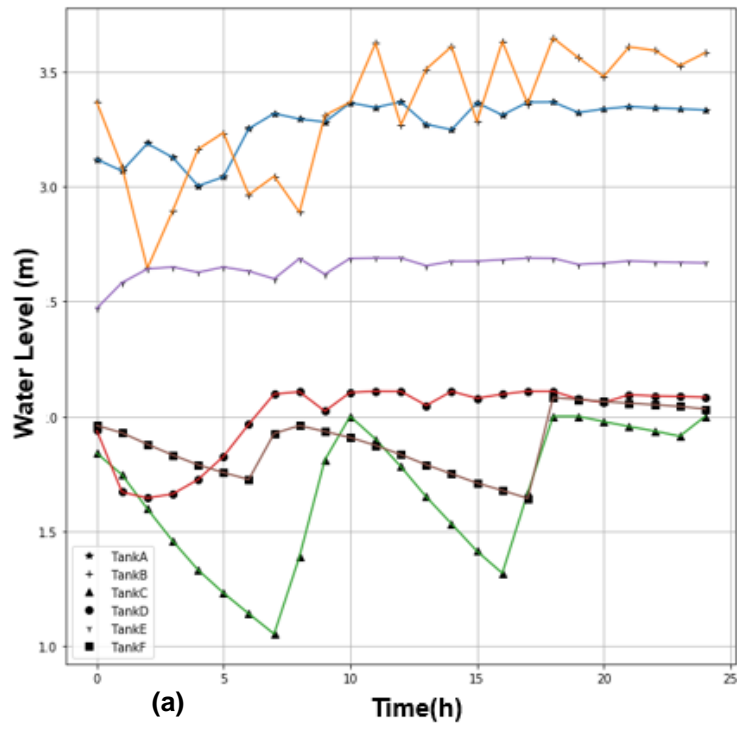 3.5
3.0
.5
.0
1.5
1.0
Water Level (m)
TankA
TankB
TankC
TankD
TankE
TankF
0
5
10
15
20
25
(a)
Time(h)